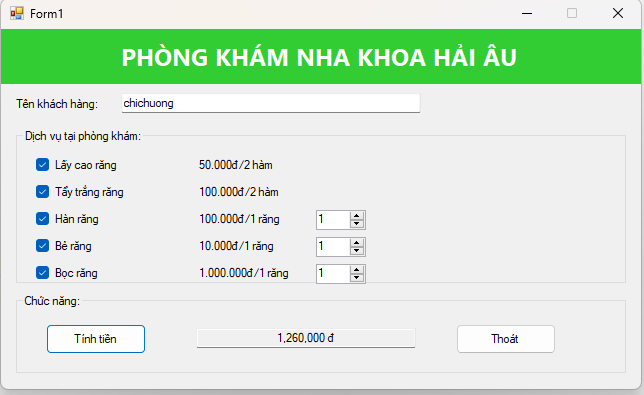 Form1
PHÒNG KHÁM NHA KHOA HẢI ÂU
Tên khách hàng: chichuong
Dịch vụ tại phòng khám:
Lấy cao răng 50.000đ/2 hàm
Tẩy trắng răng 100.000đ/2 hàm
Hàn răng 100.000đ/1 răng 1
Bẻ răng 10.000đ/1 răng 1
Bọc răng 1.000.000đ/1 răng 1
Chức năng:
Tính tiền 1,260,000 đ Thoát